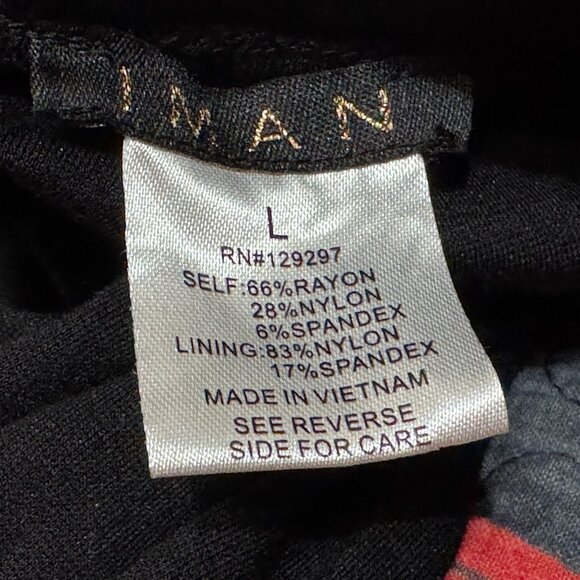 IMAN
L
RN#129297
SELF:66%RAYON
28%NYLON
6%SPANDEX
LINING:83%NYLON
17%SPANDEX
MADE IN VIETNAM
SEE REVERSE
SIDE FOR CARE